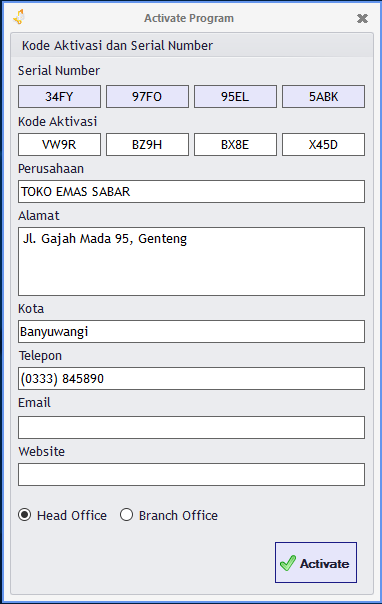 Activate Program
Kode Aktivasi dan Serial Number
Serial Number
34FY 97FO 95EL 5ABK
Kode Aktivasi
VW9R BZ9H BX8E X45D
Perusahaan
TOKO EMAS SABAR
Alamat
Jl. Gajah Mada 95, Genteng
Kota
Banyuwangi
Telepon
(0333) 845890
Email
Website
Head Office Branch Office
Activate